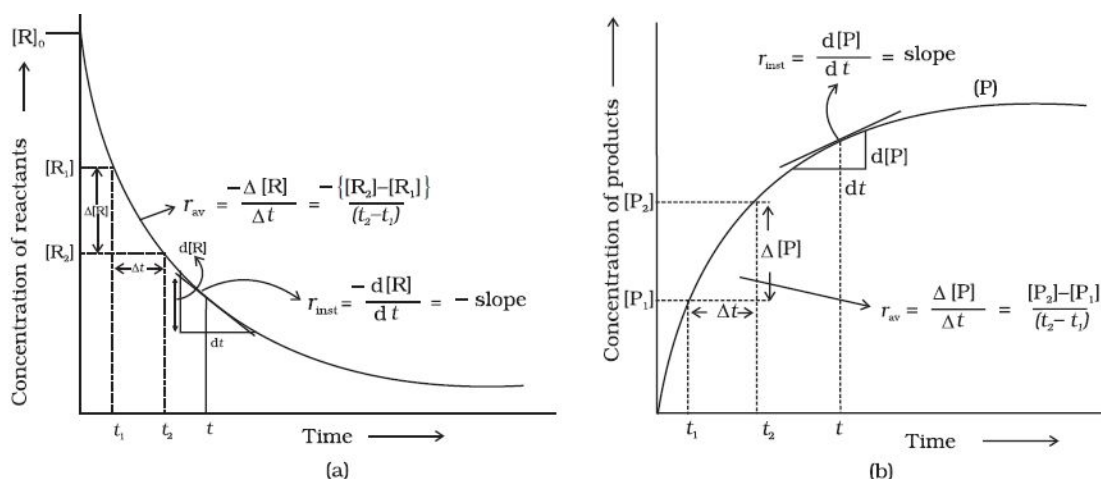 [R]₀
Concentration of reactants
[R₁]
Δ[R]
[R₂]
Δt
r_av = -Δ[R]/Δt = -{[R₂]-[R₁]}/(t₂-t₁)
d[R]
r_inst = -d[R]/dt = - slope
dt
t₁ t₂ t
Time
(a)
Concentration of products
r_inst = d[P]/dt = slope
(P)
d[P]
dt
[P₂]
Δ[P]
[P₁]
Δt
r_av = Δ[P]/Δt = [P₂]-[P₁]/(t₂-t₁)
t₁ t₂ t
Time
(b)